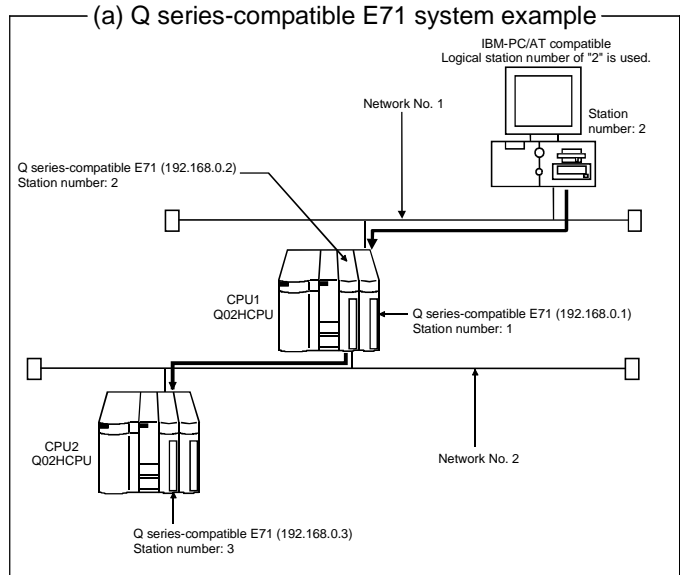 (a) Q series-compatible E71 system example
IBM-PC/AT compatible
Logical station number of "2" is used.
Network No. 1
Station
number: 2
Q series-compatible E71 (192.168.0.2)
Station number: 2
CPU1
Q02HCPU
Q series-compatible E71 (192.168.0.1)
Station number: 1
CPU2
Q02HCPU
Network No. 2
Q series-compatible E71 (192.168.0.3)
Station number: 3